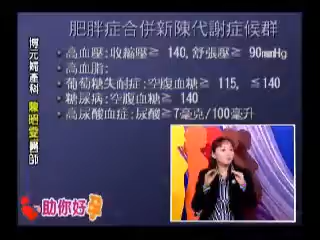 肥胖症合併新陳代謝症候群
高血壓:收縮壓≧ 140,舒張壓≧ 90mmHg
高血脂:
葡萄糖失耐症:空腹血糖≧ 115, ≦140
糖尿病:空腹血糖≧ 140
高尿酸血症:尿酸≧7毫克/100毫升
博元婦產科
醫師
助你好孕